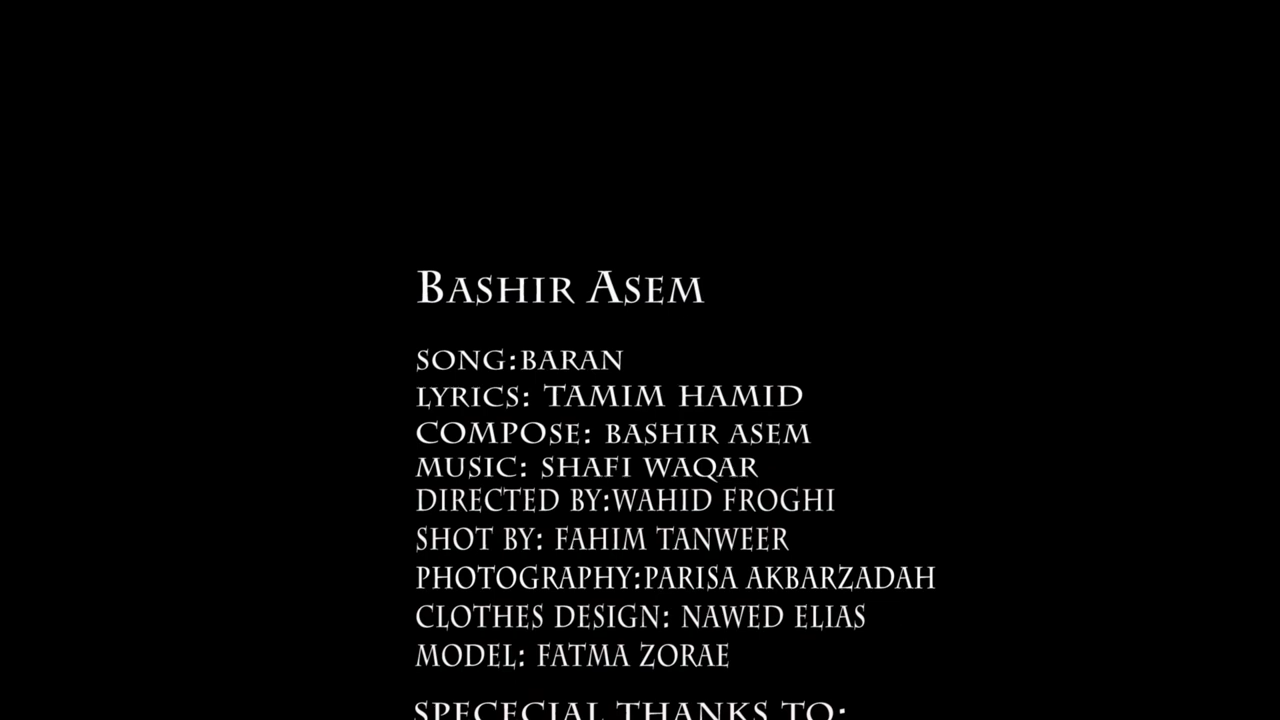 Bashir Asem
SONG:BARAN
LYRICS: TAMIM HAMID
COMPOSE: BASHIR ASEM
MUSIC: SHAFI WAQAR
DIRECTED BY:WAHID FROGHI
SHOT BY: FAHIM TANWEER
PHOTOGRAPHY:PARISA AKBARZADAH
CLOTHES DESIGN: NAWED ELIAS
MODEL: FATMA ZORAE
SPECECIAL THANKS TO: